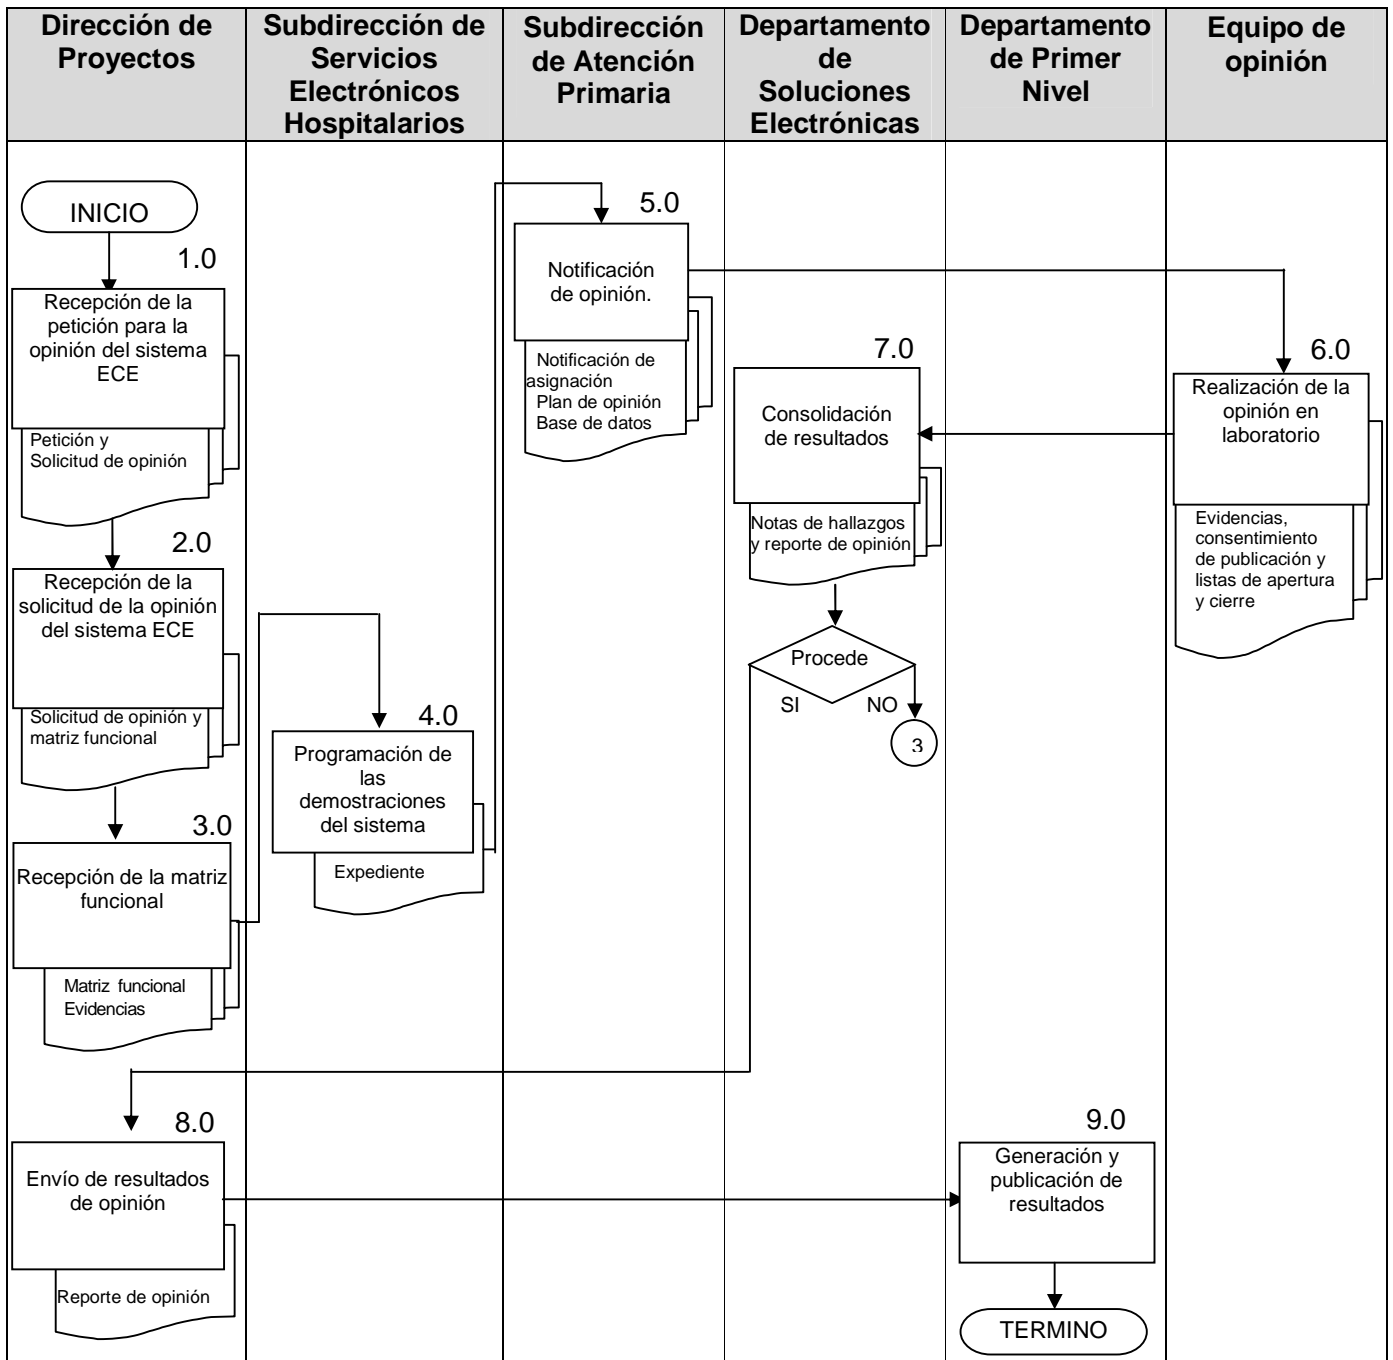 Dirección de
Proyectos
Subdirección de
Servicios
Electrónicos
Hospitalarios
Subdirección
de Atención
Primaria
Departamento
de
Soluciones
Electrónicas
Departamento
de Primer
Nivel
Equipo de
opinión
INICIO
1.0
Recepción de la
petición para la
opinión del sistema
ECE
Petición y
Solicitud de opinión
2.0
Recepción de la
solicitud de la opinión
del sistema ECE
Solicitud de opinión y
matriz funcional
3.0
Recepción de la matriz
funcional
Matriz funcional
Evidencias
4.0
Programación de
las
demostraciones
del sistema
Expediente
5.0
Notificación
de opinión.
Notificación de
asignación
Plan de opinión
Base de datos
6.0
Realización de la
opinión en
laboratorio
Evidencias,
consentimiento
de publicación y
listas de apertura
y cierre
7.0
Consolidación
de resultados
Notas de hallazgos
y reporte de opinión
Procede
SI
NO
3
8.0
Envío de resultados
de opinión
Reporte de opinión
9.0
Generación y
publicación de
resultados
TERMINO